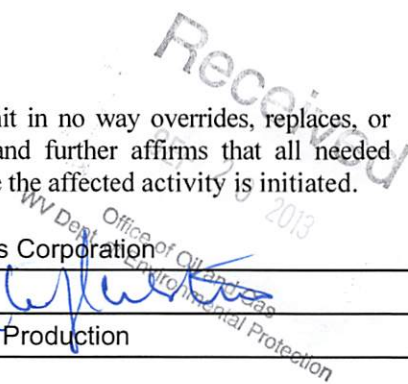 Received
it in no way overrides, replaces, or
and further affirms that all needed
e the affected activity is initiated.
2013
Office of Oil and Gas
WV Dept. of Environmental Protection
s Corporation
Production